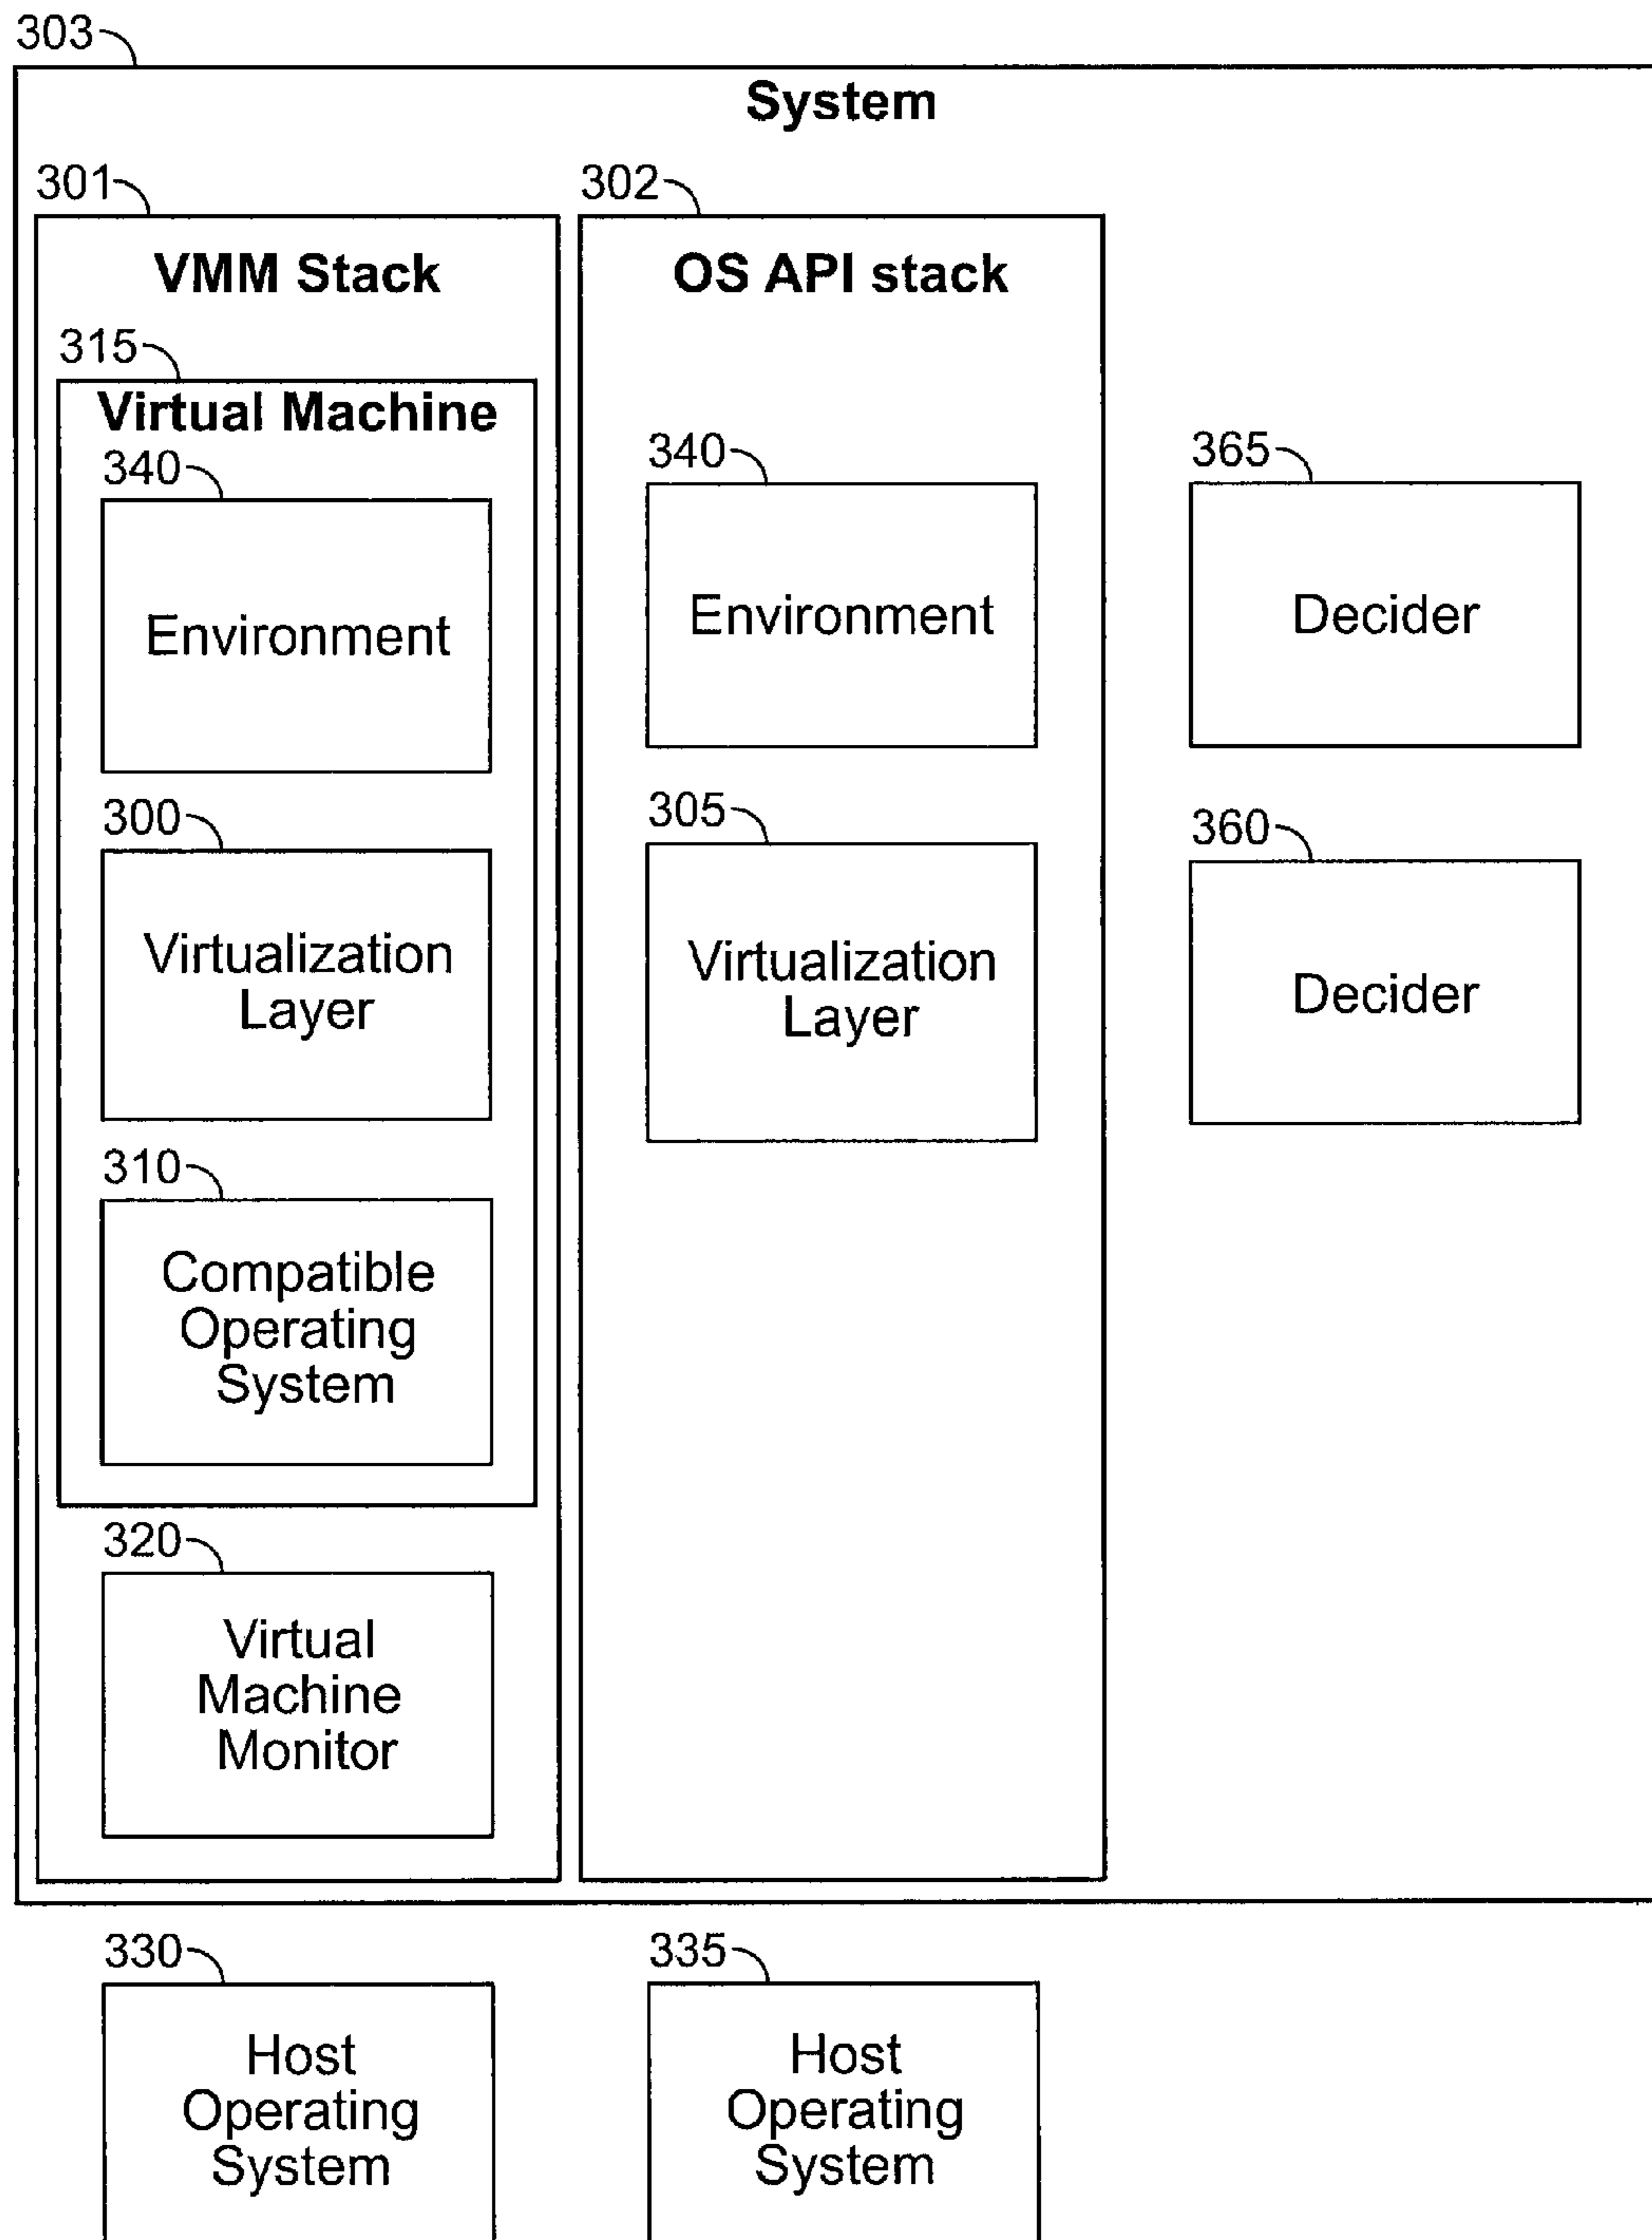 303
System
301
VMM Stack
315
Virtual Machine
340
Environment
300
Virtualization
Layer
310
Compatible
Operating
System
320
Virtual
Machine
Monitor
302
OS API stack
340
Environment
305
Virtualization
Layer
365
Decider
360
Decider
330
Host
Operating
System
335
Host
Operating
System